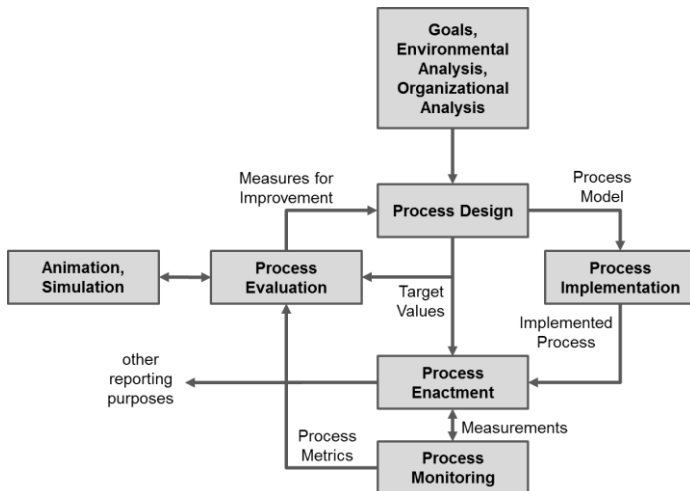 Goals,
Environmental
Analysis,
Organizational
Analysis
Measures for
Improvement
Process
Model
Process Design
Animation,
Simulation
Process
Evaluation
Process
Implementation
Target
Values
Implemented
Process
other
reporting
purposes
Process
Enactment
Measurements
Process
Metrics
Process
Monitoring